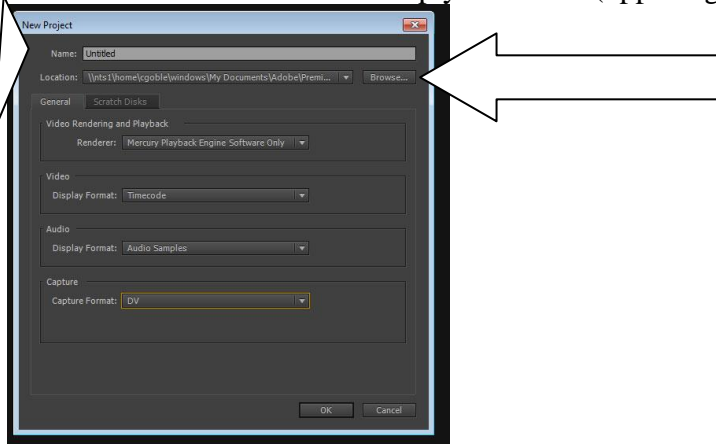 New Project
Name: Untitled
Location: \\nts1\home\cgoble\windows\My Documents\Adobe\Premi... Browse...
General Scratch Disks
Video Rendering and Playback
Renderer: Mercury Playback Engine Software Only
Video
Display Format: Timecode
Audio
Display Format: Audio Samples
Capture
Capture Format: DV
OK Cancel